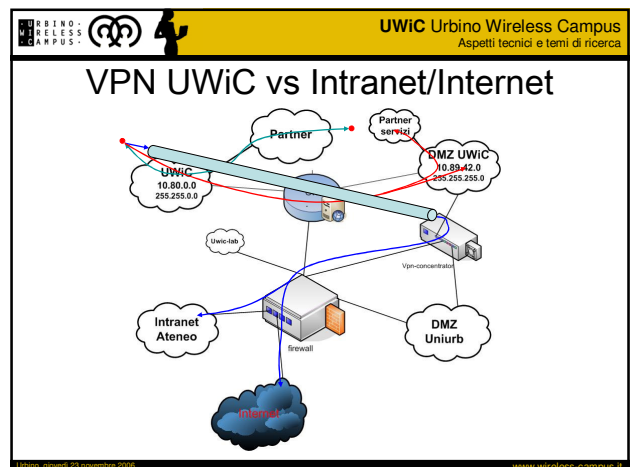 ·URBINO·
WIRELESS
CAMPUS·
UWiC Urbino Wireless Campus
Aspetti tecnici e temi di ricerca
VPN UWiC vs Intranet/Internet
Partner
Partner
servizi
UWiC
10.80.0.0
255.255.0.0
DMZ UWiC
10.89.42.0
255.255.255.0
Uwic-lab
Vpn-concentrator
Intranet
Ateneo
firewall
DMZ
Uniurb
Internet
Urbino, giovedì 23 novembre 2006
www.wireless-campus.it